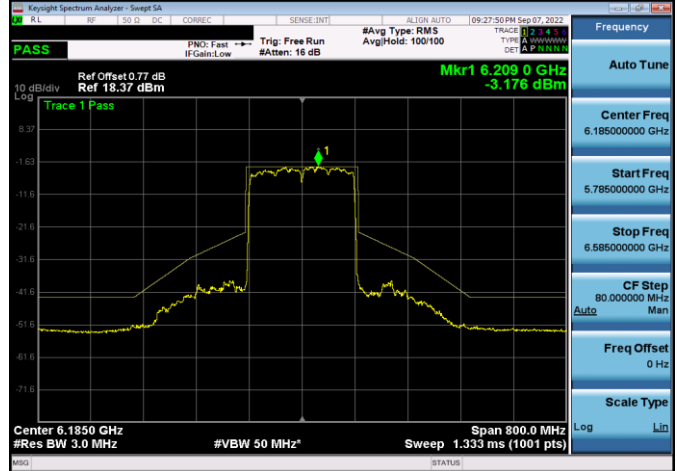 Keysight Spectrum Analyzer - Swept SA
RL RF 50 Ω DC CORREC SENSE:INT ALIGN AUTO 09:27:50 PM Sep 07, 2022
PASS
PNO: Fast
IFGain:Low
Trig: Free Run
#Atten: 16 dB
#Avg Type: RMS
Avg|Hold: 100/100
TRACE 1 2 3 4 5 6
TYPE A WWWWW
DET A P N N N N
Ref Offset 0.77 dB
Ref 18.37 dBm
10 dB/div
Log
Mkr1 6.209 0 GHz
-3.176 dBm
Trace 1 Pass
1
8.37
-1.63
-11.6
-21.6
-31.6
-41.6
-51.6
-61.6
-71.6
Center 6.1850 GHz
#Res BW 3.0 MHz
#VBW 50 MHz*
Span 800.0 MHz
Sweep 1.333 ms (1001 pts)
MSG
STATUS
Frequency
Auto Tune
Center Freq
6.185000000 GHz
Start Freq
5.785000000 GHz
Stop Freq
6.585000000 GHz
CF Step
80.000000 MHz
Auto Man
Freq Offset
0 Hz
Scale Type
Log Lin